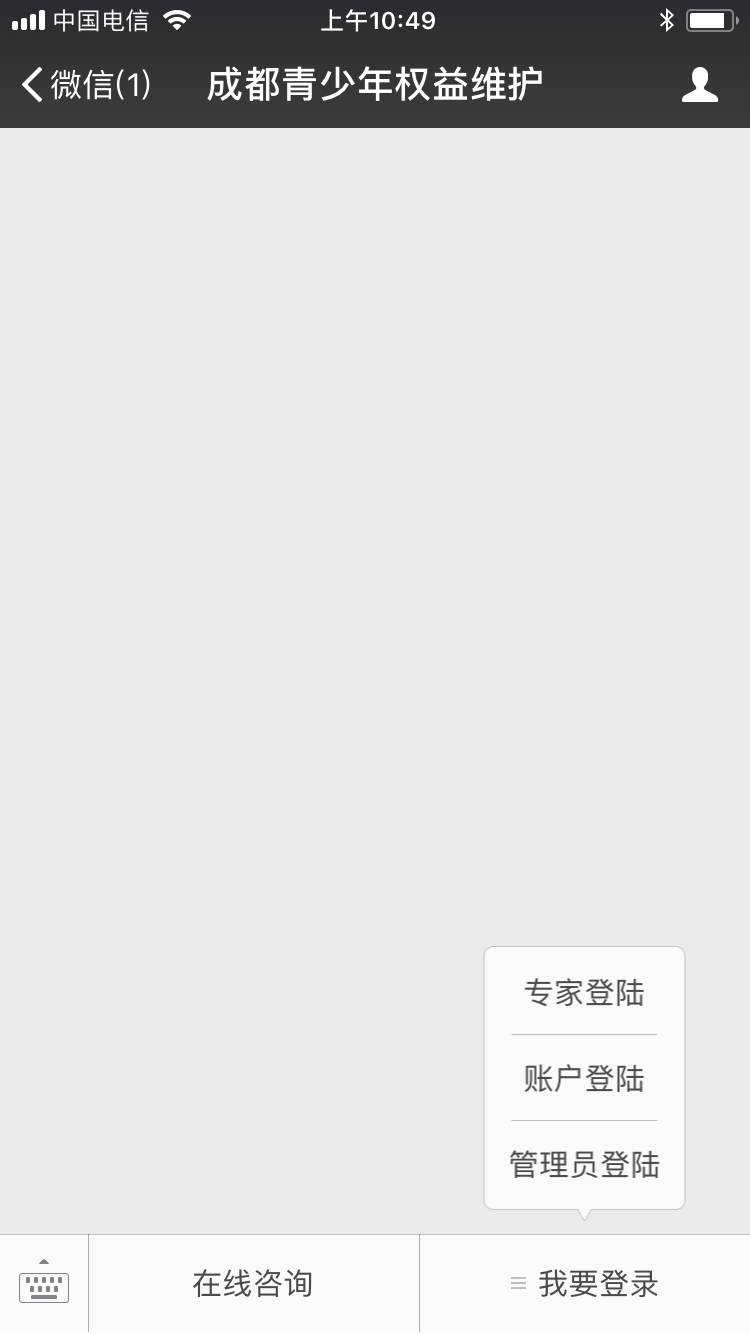 中国电信
上午10:49
微信(1)
成都青少年权益维护
专家登陆
账户登陆
管理员登陆
在线咨询
我要登录